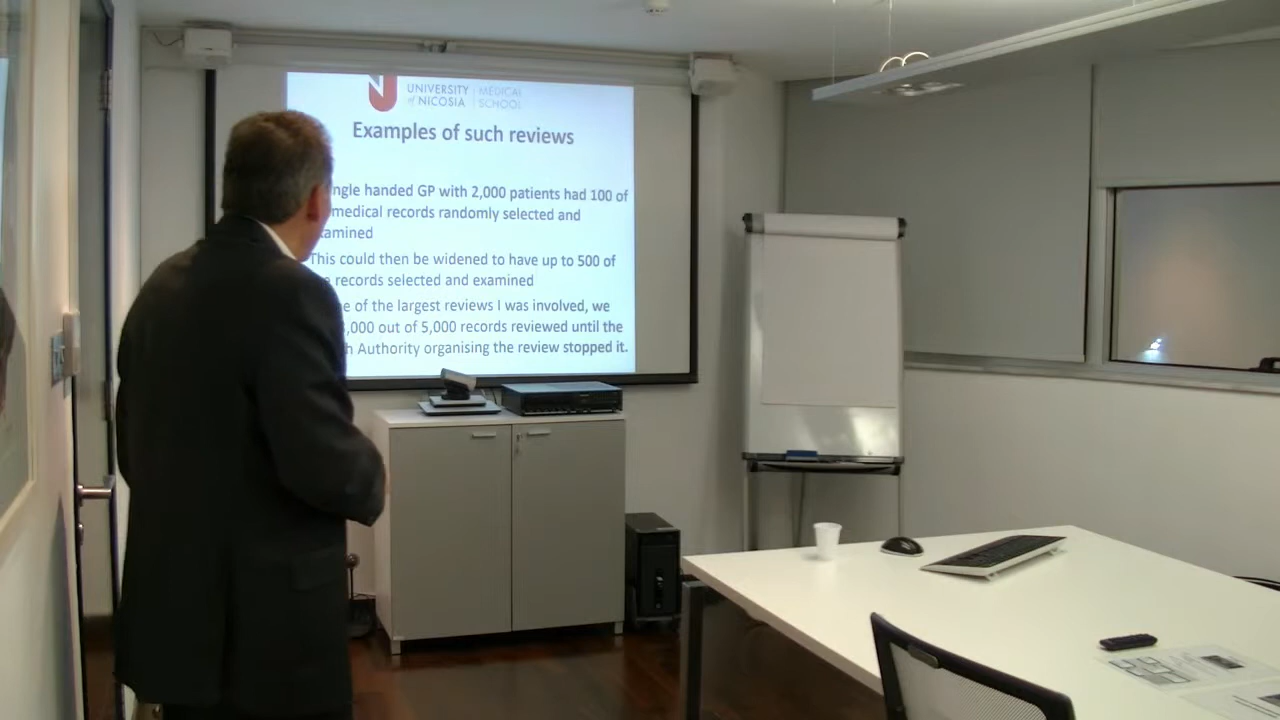 UNIVERSITY of NICOSIA
MEDICAL SCHOOL
Examples of such reviews
ngle handed GP with 2,000 patients had 100 of
medical records randomly selected and
amined
This could then be widened to have up to 500 of
records selected and examined
of the largest reviews I was involved, we
,000 out of 5,000 records reviewed until the
h Authority organising the review stopped it.